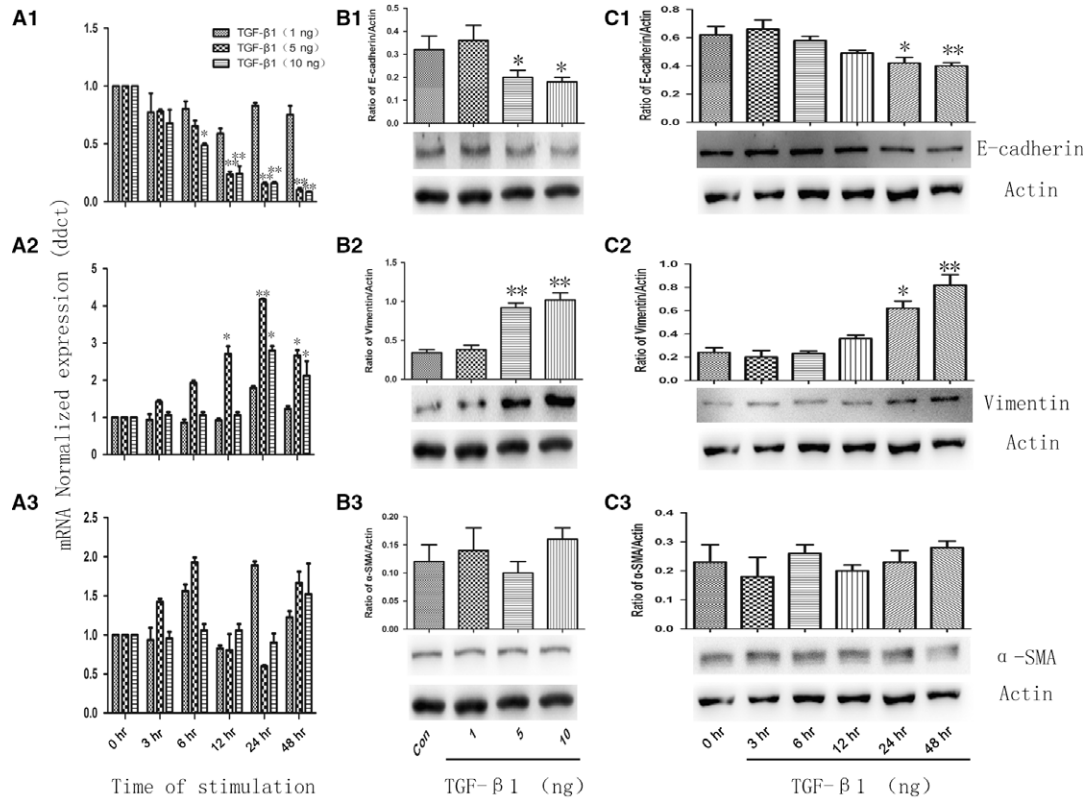 A1
TGF-β1 (1 ng)
TGF-β1 (5 ng)
TGF-β1 (10 ng)
1.5
1.0
0.5
0.0
* ** ** ** ** ** **
A2
5
4
3
2
1
0
* ** * * *
A3
2.5
2.0
1.5
1.0
0.5
0.0
0 hr 3 hr 6 hr 12 hr 24 hr 48 hr
Time of stimulation
mRNA Normalized expression (ddct)
B1
Ratio of E-cadherin/Actin
0.5
0.4
0.3
0.2
0.1
0.0
* *
B2
Ratio of Vimentin/Actin
1.5
1.0
0.5
0.0
** **
B3
Ratio of α-SMA/Actin
0.20
0.15
0.10
0.05
0.00
Con 1 5 10
TGF-β1 (ng)
C1
Ratio of E-cadherin/Actin
0.8
0.6
0.4
0.2
0.0
* **
E-cadherin
Actin
C2
Ratio of Vimentin/Actin
1.0
0.8
0.6
0.4
0.2
0.0
* **
Vimentin
Actin
C3
Ratio of α-SMA/Actin
0.4
0.3
0.2
0.1
0.0
α-SMA
Actin
0 hr 3 hr 6 hr 12 hr 24 hr 48 hr
TGF-β1 (ng)